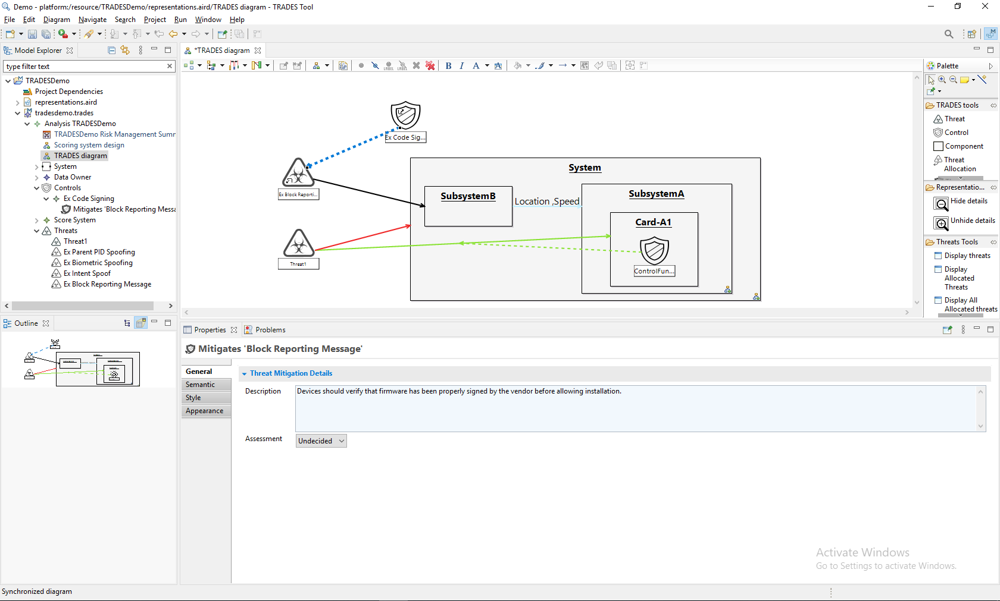 Demo - platform:/resource/TRADESDemo/representations.aird/TRADES diagram - TRADES Tool
File Edit Diagram Navigate Search Project Run Window Help
Model Explorer
type filter text
TRADESDemo
Project Dependencies
representations.aird
tradesdemo.trades
Analysis TRADESDemo
TRADESDemo Risk Management Summ
Scoring system design
TRADES diagram
System
Data Owner
Controls
Ex Code Signing
Mitigates 'Block Reporting Messa
Score System
Threats
Threat1
Ex Parent PID Spoofing
Ex Biometric Spoofing
Ex Intent Spoof
Ex Block Reporting Message
Outline
*TRADES diagram
LABEL LABEL
B I A A
Ex Code Sig...
Ex Block Reporti...
Threat1
System
SubsystemB
Location ,Speed
SubsystemA
Card-A1
ControlFun...
Palette
TRADES tools
Threat
Control
Component
Threat
Allocation
Representatio...
Hide details
Unhide details
Threats Tools
Display threats
Display
Allocated
Threats
Display All
Allocated threats
Properties Problems
Mitigates 'Block Reporting Message'
General
Semantic
Style
Appearance
Threat Mitigation Details
Description
Devices should verify that firmware has been properly signed by the vendor before allowing installation.
Assessment
Undecided
Activate Windows
Go to Settings to activate Windows.
Synchronized diagram